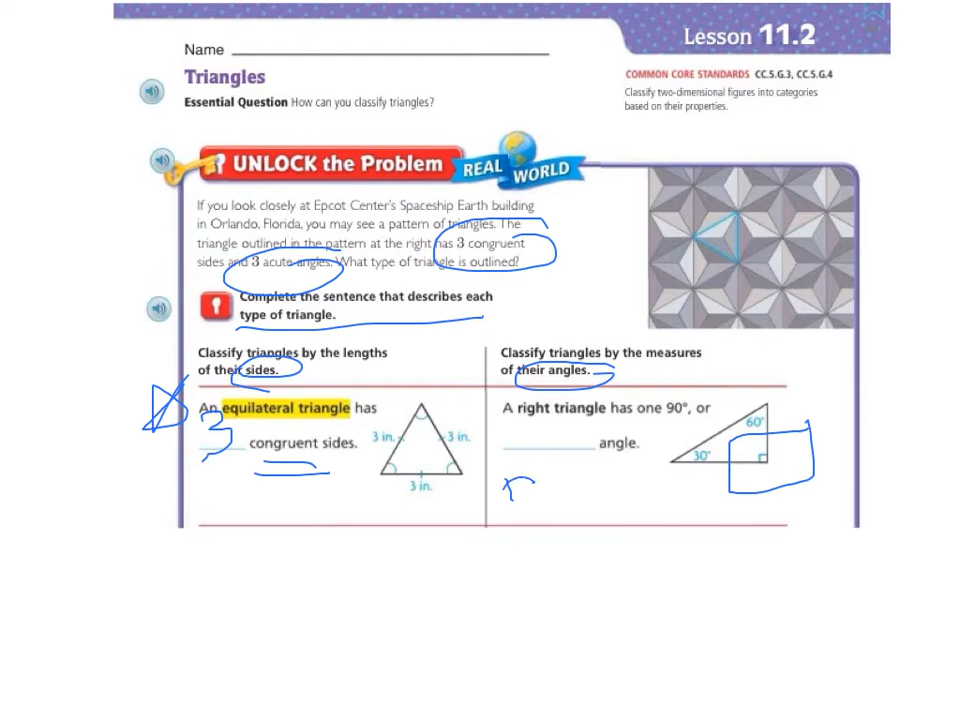 Lesson 11.2
Name
Triangles
Essential Question How can you classify triangles?
COMMON CORE STANDARDS CC.5.G.3, CC.5.G.4
Classify two-dimensional figures into categories
based on their properties.
UNLOCK the Problem REAL WORLD
If you look closely at Epcot Center's Spaceship Earth building
in Orlando, Florida, you may see a pattern of triangles. The
triangle outlined in the pattern at the right has 3 congruent
sides and 3 acute angles. What type of triangle is outlined?
Complete the sentence that describes each
type of triangle.
Classify triangles by the lengths
of their sides.
An equilateral triangle has
3 congruent sides.
3 in. 3 in.
3 in.
Classify triangles by the measures
of their angles.
A right triangle has one 90°, or
angle.
60°
30°
r